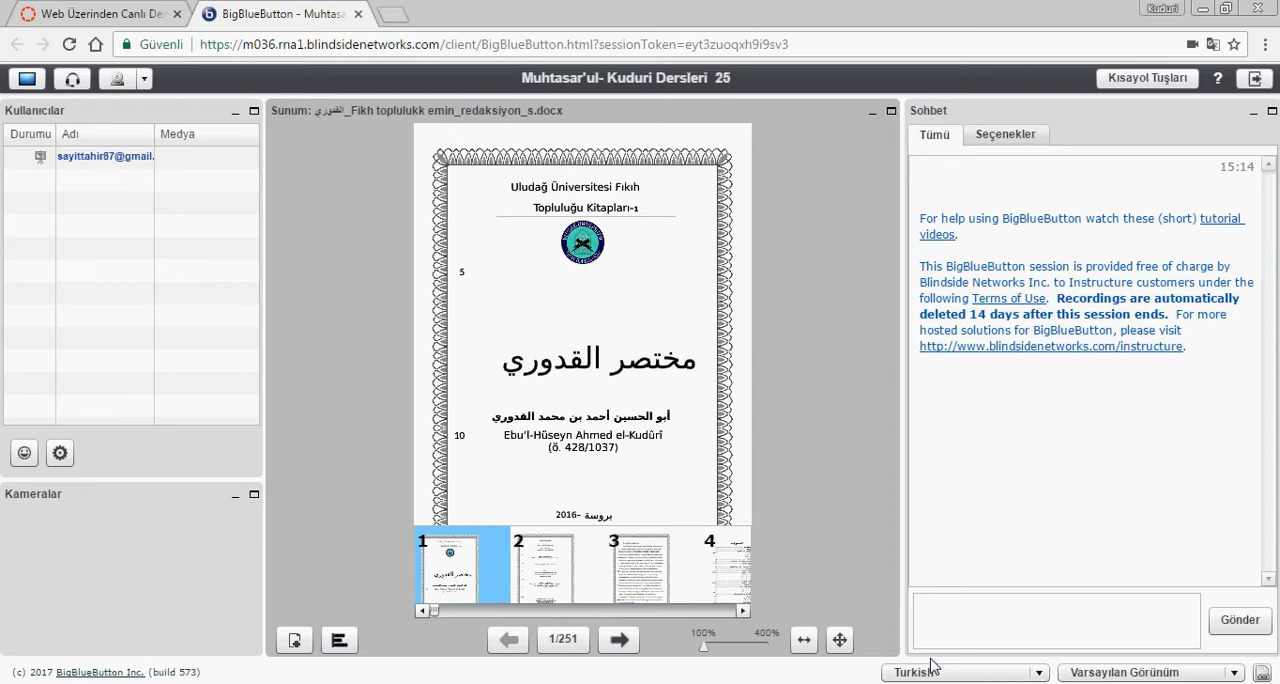 Web Üzerinden Canlı De
BigBlueButton - Muhtasa
Kuduri
Güvenli
https://m036.rna1.blindsidenetworks.com/client/BigBlueButton.html?sessionToken=eyt3zuoqxh9i9sv3
Muhtasar'ul- Kuduri Dersleri 25
Kısayol Tuşları
?
Kullanıcılar
Durumu
Adı
Medya
sayittahir87@gmail.
Kameralar
Sunum: القدوري_Fikh toplulukk emin_redaksiyon_s.docx
Uludağ Üniversitesi Fıkıh
Topluluğu Kitapları-1
5
مختصر القدوري
أبو الحسين أحمد بن محمد القدوري
10
Ebu'l-Hüseyn Ahmed el-Kudûrî
(ö. 428/1037)
بروسة -2016
1
2
3
4
1/251
100%
400%
Sohbet
Tümü
Seçenekler
15:14
For help using BigBlueButton watch these (short) tutorial
videos.
This BigBlueButton session is provided free of charge by
Blindside Networks Inc. to Instructure customers under the
following Terms of Use. Recordings are automatically
deleted 14 days after this session ends. For more
hosted solutions for BigBlueButton, please visit
http://www.blindsidenetworks.com/instructure.
Gönder
(c) 2017 BigBlueButton Inc. (build 573)
Turkish
Varsayılan Görünüm